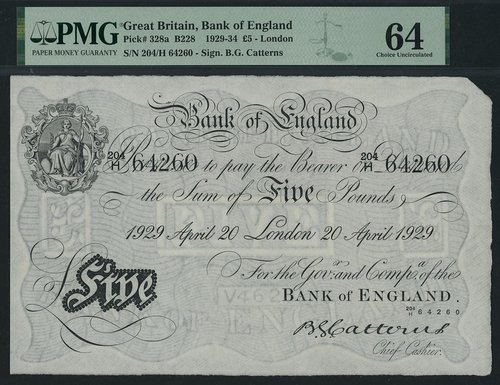 PMG
PAPER MONEY GUARANTY
Great Britain, Bank of England
Pick# 328a B228 1929-34 £5 - London
S/N 204/H 64260 - Sign. B.G. Catterns
64
Choice Uncirculated
Bank of England
204/H 64260 to pay the Bearer 204/H 64260
the Sum of Five Pounds
1929 April 20 London 20 April 1929
For the Govr. and Compa. of the
BANK OF ENGLAND.
£ Five
204/H 64260
B.G. Catterns
Chief Cashier.